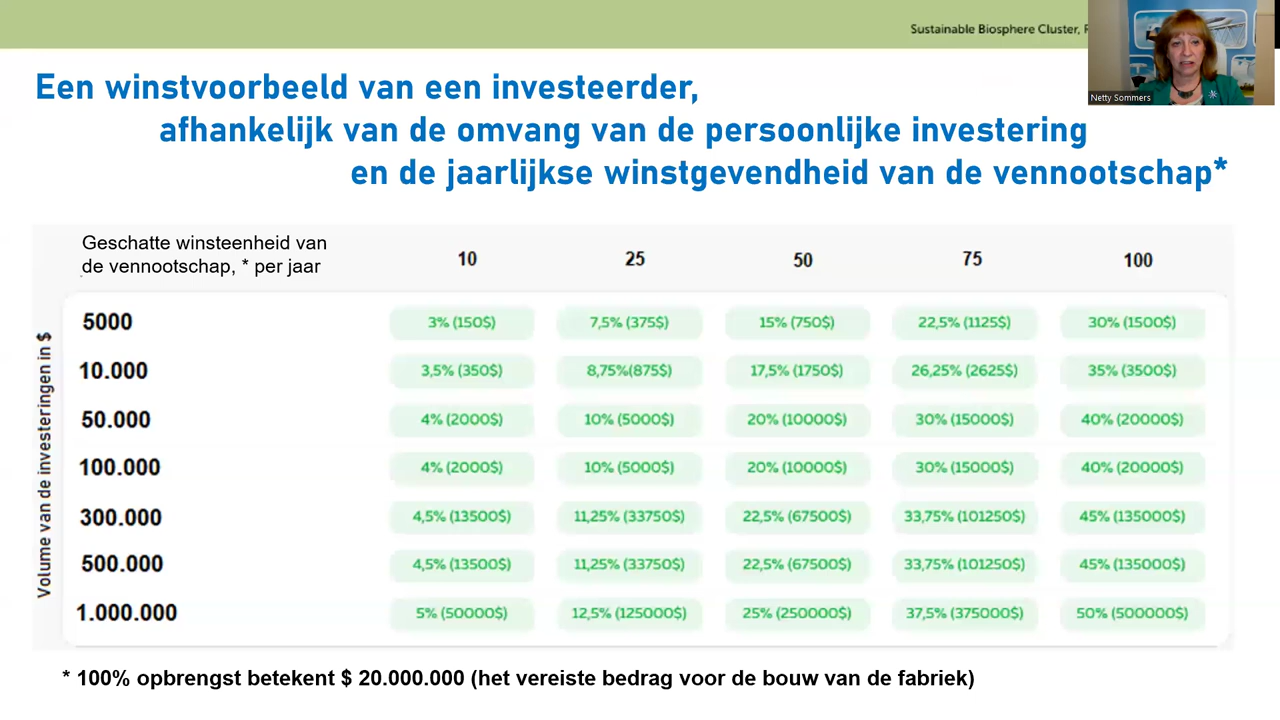 Sustainable Biosphere Cluster,
Netty Sommers
Een winstvoorbeeld van een investeerder,
afhankelijk van de omvang van de persoonlijke investering
en de jaarlijkse winstgevendheid van de vennootschap*
Geschatte winsteenheid van
de vennootschap, * per jaar
10 25 50 75 100
Volume van de investeringen in $
5000 3% (150$) 7,5% (375$) 15% (750$) 22,5% (1125$) 30% (1500$)
10.000 3,5% (350$) 8,75%(875$) 17,5% (1750$) 26,25% (2625$) 35% (3500$)
50.000 4% (2000$) 10% (5000$) 20% (10000$) 30% (15000$) 40% (20000$)
100.000 4% (2000$) 10% (5000$) 20% (10000$) 30% (15000$) 40% (20000$)
300.000 4,5% (13500$) 11,25% (33750$) 22,5% (67500$) 33,75% (101250$) 45% (135000$)
500.000 4,5% (13500$) 11,25% (33750$) 22,5% (67500$) 33,75% (101250$) 45% (135000$)
1.000.000 5% (50000$) 12,5% (125000$) 25% (250000$) 37,5% (375000$) 50% (500000$)
* 100% opbrengst betekent $ 20.000.000 (het vereiste bedrag voor de bouw van de fabriek)